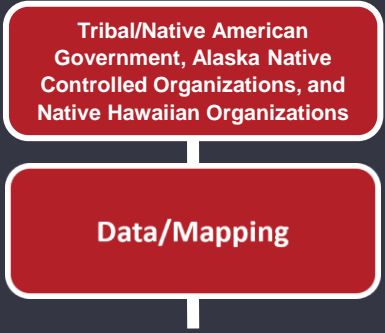 Tribal/Native American
Government, Alaska Native
Controlled Organizations, and
Native Hawaiian Organizations
Data/Mapping